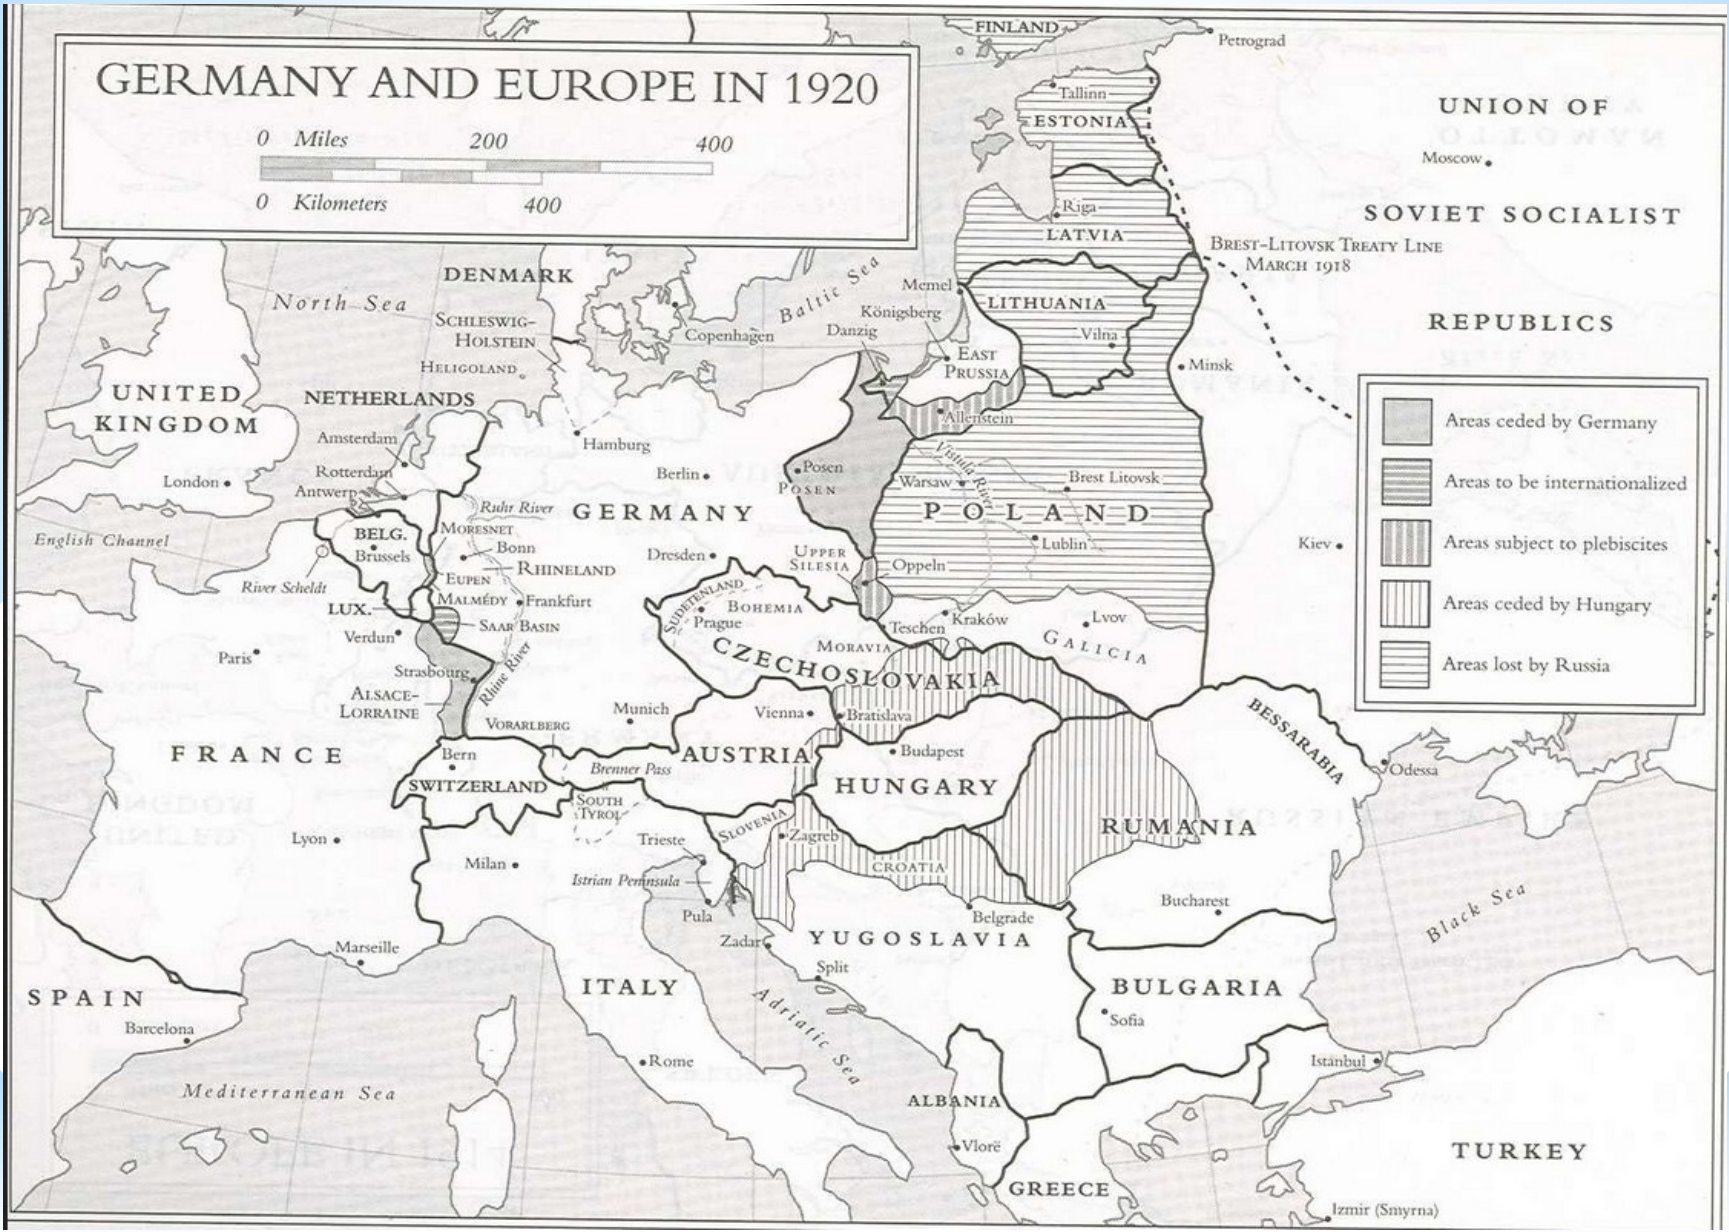 GERMANY AND EUROPE IN 1920
0 Miles 200 400
0 Kilometers 400
FINLAND
Petrograd
Tallinn
ESTONIA
UNION OF
Moscow
SOVIET SOCIALIST
REPUBLICS
Riga
LATVIA
BREST-LITOVSK TREATY LINE
MARCH 1918
DENMARK
North Sea
Baltic Sea
Memel
LITHUANIA
Königsberg
Danzig
Vilna
SCHLESWIG-
HOLSTEIN
Copenhagen
HELIGOLAND
EAST
PRUSSIA
Minsk
UNITED
KINGDOM
NETHERLANDS
Allenstein
Amsterdam
Hamburg
Rotterdam
Berlin
Posen
POSEN
Vistula River
Warsaw
Brest Litovsk
London
Antwerp
Ruhr River
GERMANY
POLAND
English Channel
BELG.
Brussels
MORESNET
Bonn
RHINELAND
Dresden
UPPER
SILESIA
Oppeln
Lublin
Kiev
River Scheldt
EUPEN
MALMÉDY
Frankfurt
LUX.
SAAR BASIN
Verdun
SUDETENLAND
BOHEMIA
Prague
Teschen
Kraków
Lvov
GALICIA
MORAVIA
CZECHOSLOVAKIA
Paris
Strasbourg
Rhine River
ALSACE-
LORRAINE
VORARLBERG
Munich
Vienna
Bratislava
BESSARABIA
FRANCE
Bern
SWITZERLAND
Brenner Pass
AUSTRIA
Budapest
HUNGARY
Odessa
SOUTH
TYROL
SLOVENIA
Zagreb
RUMANIA
Lyon
Milan
Trieste
Istrian Peninsula
CROATIA
Pula
Belgrade
Bucharest
Black Sea
Zadar
YUGOSLAVIA
Marseille
Split
ITALY
Adriatic Sea
BULGARIA
Sofia
SPAIN
Barcelona
Rome
Istanbul
Mediterranean Sea
ALBANIA
Vlorë
TURKEY
GREECE
Izmir (Smyrna)
Areas ceded by Germany
Areas to be internationalized
Areas subject to plebiscites
Areas ceded by Hungary
Areas lost by Russia